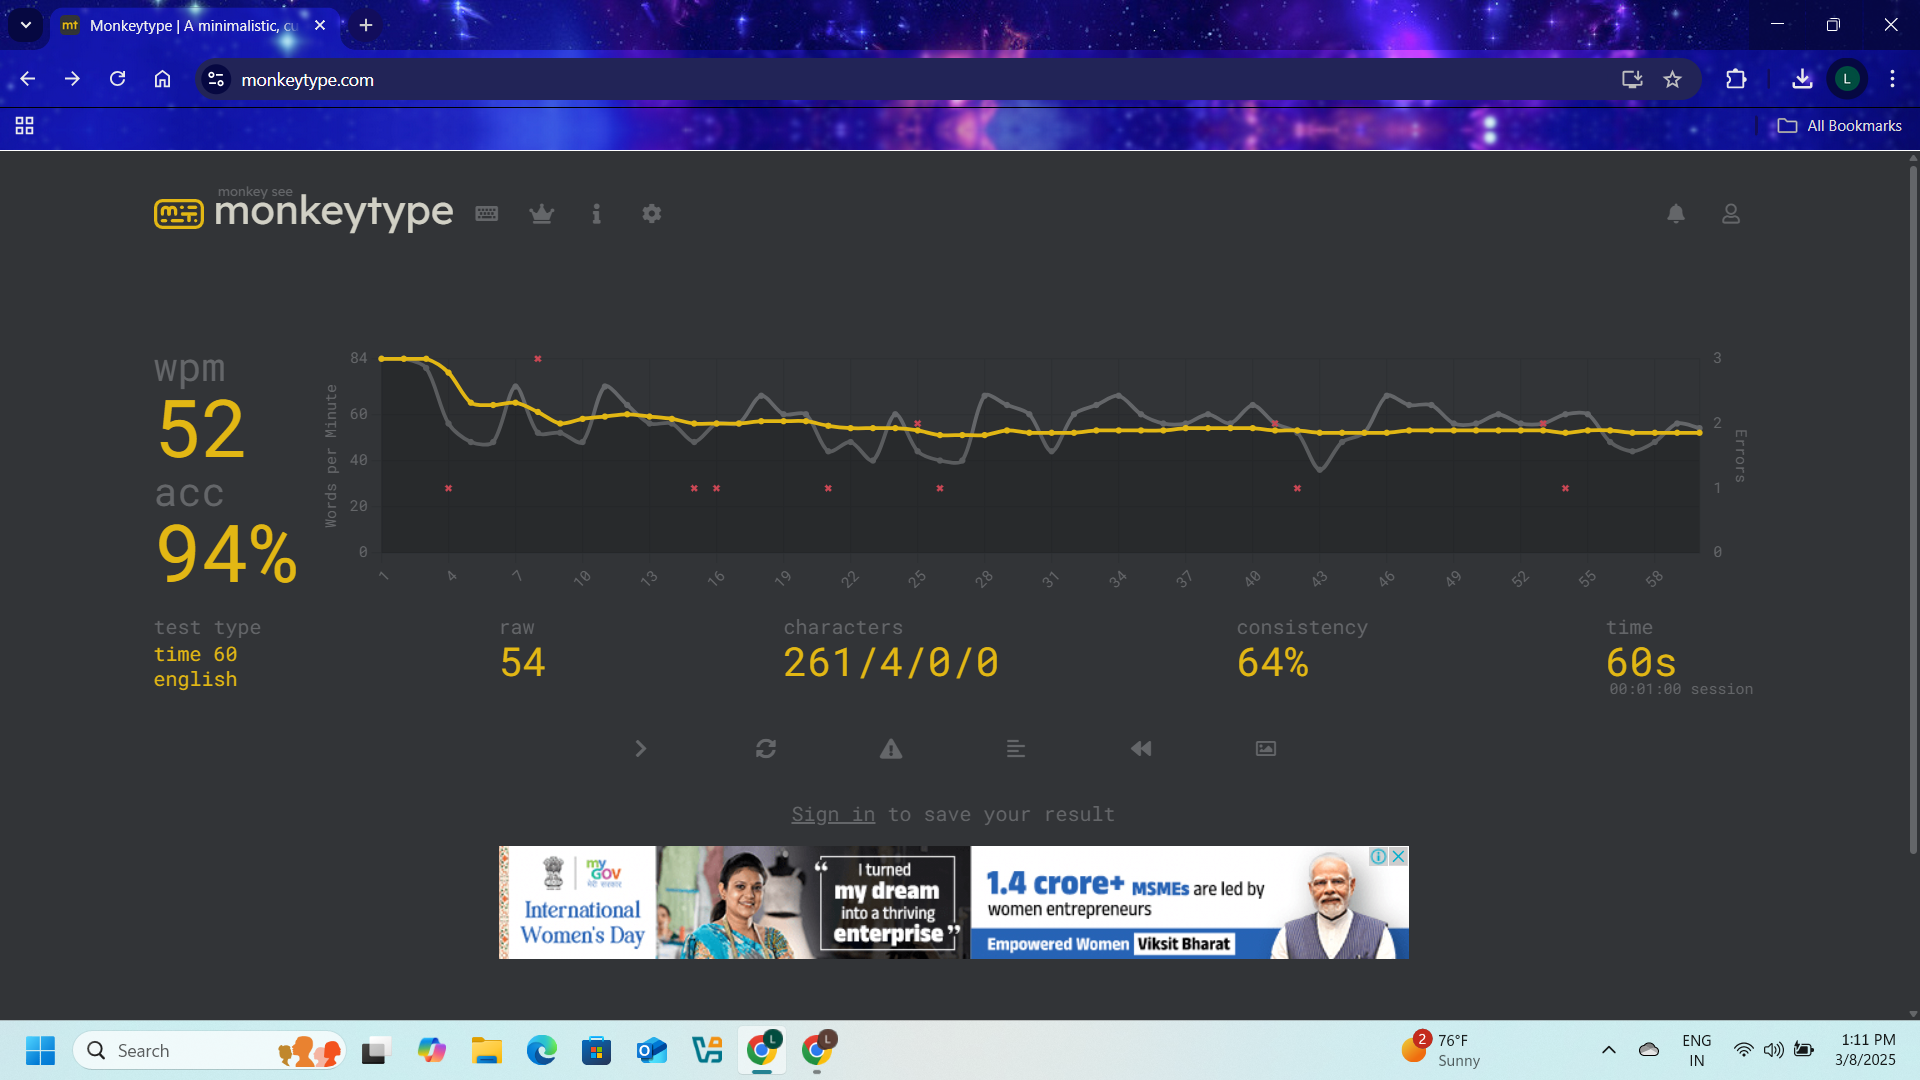 mt Monkeytype | A minimalistic, cu
monkeytype.com
L
All Bookmarks
monkey see
monkeytype
wpm
52
acc
94%
Words per Minute
84
60
40
20
0
3
2
1
0
Errors
1 4 7 10 13 16 19 22 25 28 31 34 37 40 43 46 49 52 55 58
test type
time 60
english
raw
54
characters
261/4/0/0
consistency
64%
time
60s
00:01:00 session
Sign in to save your result
my
GOV
मेरी सरकार
International
Women's Day
“ I turned
my dream
into a thriving
enterprise ”
1.4 crore+ MSMEs are led by
women entrepreneurs
Empowered Women Viksit Bharat
Search
L
L
2
76°F
Sunny
ENG
IN
1:11 PM
3/8/2025